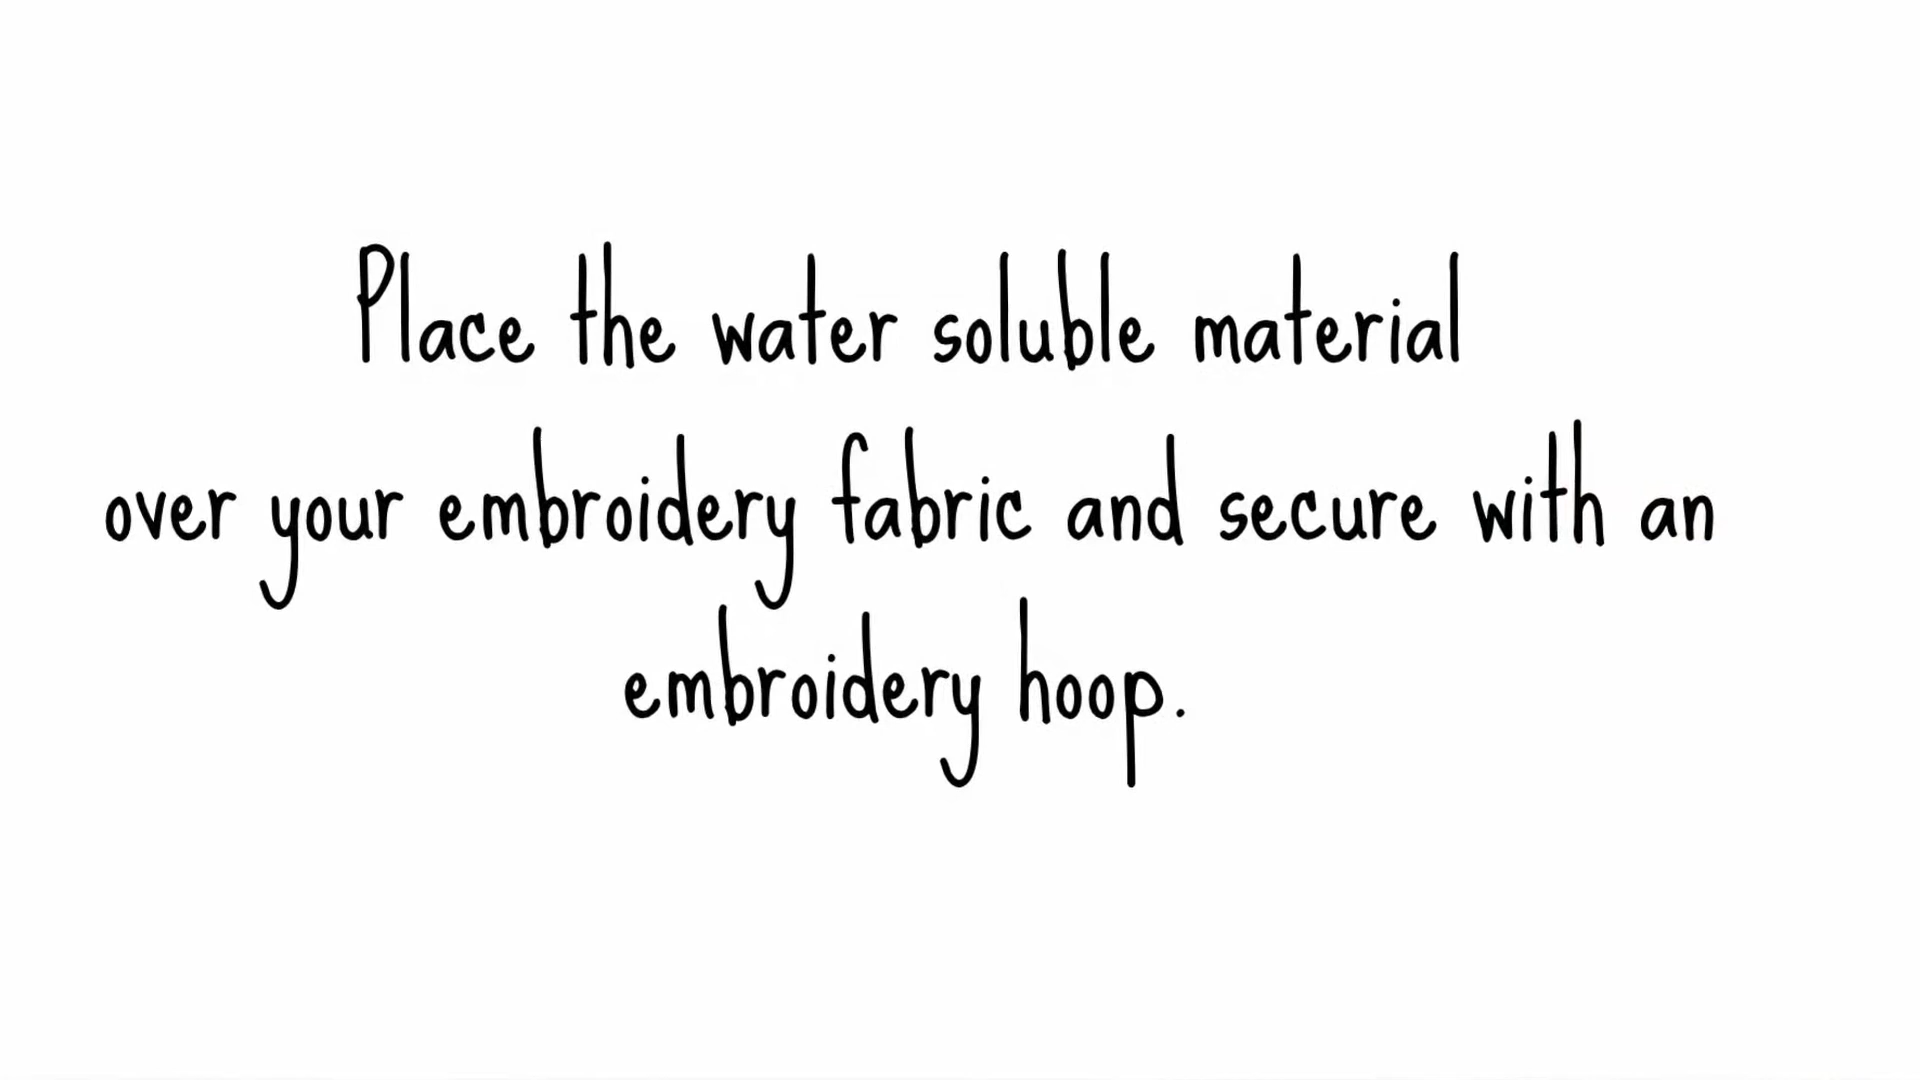 Place the water soluble material
over your embroidery fabric and secure with an
embroidery hoop.